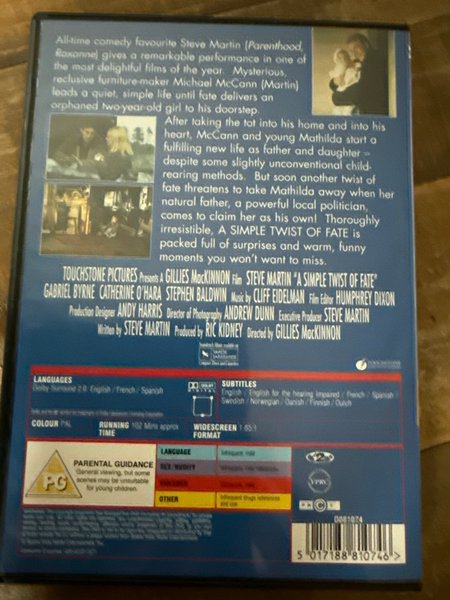 All-time comedy favourite Steve Martin (Parenthood,
Roxanne) gives a remarkable performance in one of
the most delightful films of the year. Mysterious,
reclusive furniture-maker Michael McCann (Martin)
leads a quiet, simple life until fate delivers an
orphaned two-year-old girl to his doorstep.
After taking the tot into his home and into his
heart, McCann and young Mathilda start a
fulfilling new life as father and daughter –
despite some slightly unconventional child-
rearing methods. But soon another twist of
fate threatens to take Mathilda away when her
natural father, a powerful local politician,
comes to claim her as his own! Thoroughly
irresistible, A SIMPLE TWIST OF FATE is
packed full of surprises and warm, funny
moments you won't want to miss.
TOUCHSTONE PICTURES Presents A GILLIES MacKINNON Film STEVE MARTIN "A SIMPLE TWIST OF FATE"
GABRIEL BYRNE CATHERINE O'HARA STEPHEN BALDWIN Music by CLIFF EIDELMAN Film Editor HUMPHREY DIXON
Production Designer ANDY HARRIS Director of Photography ANDREW DUNN Executive Producer STEVE MARTIN
Written by STEVE MARTIN Produced by RIC KIDNEY Directed by GILLIES MacKINNON
LANGUAGES
Dolby Surround 2.0: English / French / Spanish
SUBTITLES
English / English for the hearing Impaired / French / Spanish /
Swedish / Norwegian / Danish / Finnish / Dutch
COLOUR PAL RUNNING TIME 102 Mins approx WIDESCREEN FORMAT 1.85:1
PG
PARENTAL GUIDANCE
General viewing, but some
scenes may be unsuitable
for young children.
LANGUAGE
SEX/NUDITY
VIOLENCE
OTHER
D881074
5 017188 810746 >